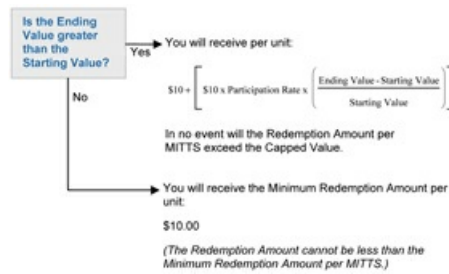 Is the Ending
Value greater
than the
Starting Value?
Yes
You will receive per unit:
$10 + [ $10 x Participation Rate x ( Ending Value - Starting Value
Starting Value ) ]
In no event will the Redemption Amount per
MITTS exceed the Capped Value.
No
You will receive the Minimum Redemption Amount per
unit:
$10.00
(The Redemption Amount cannot be less than the
Minimum Redemption Amount per MITTS.)